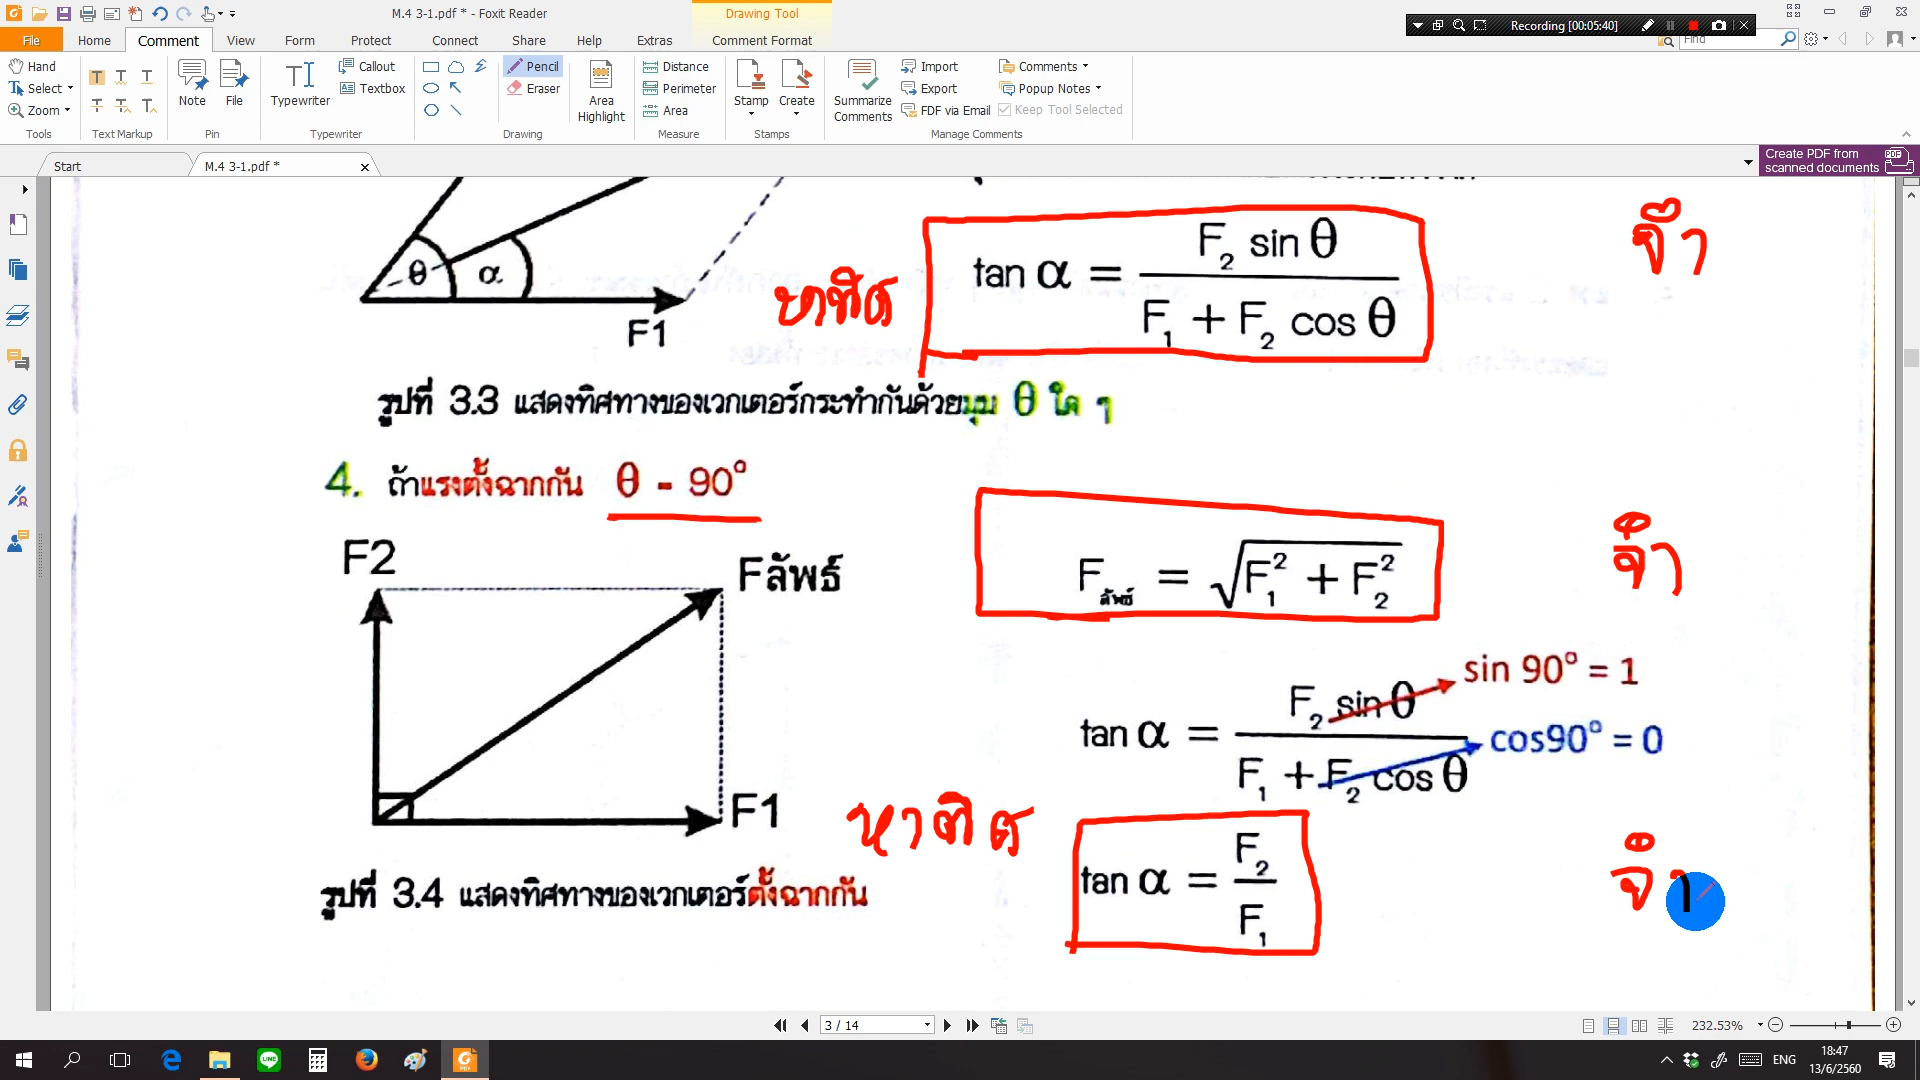 M.4 3-1.pdf * - Foxit Reader
Drawing Tool
Recording [00:05:40]
File Home Comment View Form Protect Connect Share Help Extras Comment Format
Find
Hand
Select
Zoom
Tools
Text Markup
Note
File
Pin
Typewriter
Callout
Textbox
Typewriter
Pencil
Eraser
Drawing
Area Highlight
Distance
Perimeter
Area
Measure
Stamp
Create
Stamps
Summarize Comments
Import
Export
FDF via Email
Comments
Popup Notes
Keep Tool Selected
Manage Comments
Start
M.4 3-1.pdf *
Create PDF from
scanned documents
จำ
tan α = F₂ sin θ / F₁ + F₂ cos θ
θ α
หาทิศ
F1
รูปที่ 3.3 แสดงทิศทางของเวกเตอร์กระทำกันด้วยมุม θ ใด ๆ
4. ถ้าแรงตั้งฉากกัน θ - 90°
F2
Fลัพธ์
Fลัพธ์ = √F₁² + F₂²
จำ
sin 90° = 1
tan α = F₂ sin θ / F₁ + F₂ cos θ
cos90° = 0
F1
หาทิศ
tan α = F₂ / F₁
จำ
รูปที่ 3.4 แสดงทิศทางของเวกเตอร์ตั้งฉากกัน
3 / 14
232.53%
ENG
18:47
13/6/2560